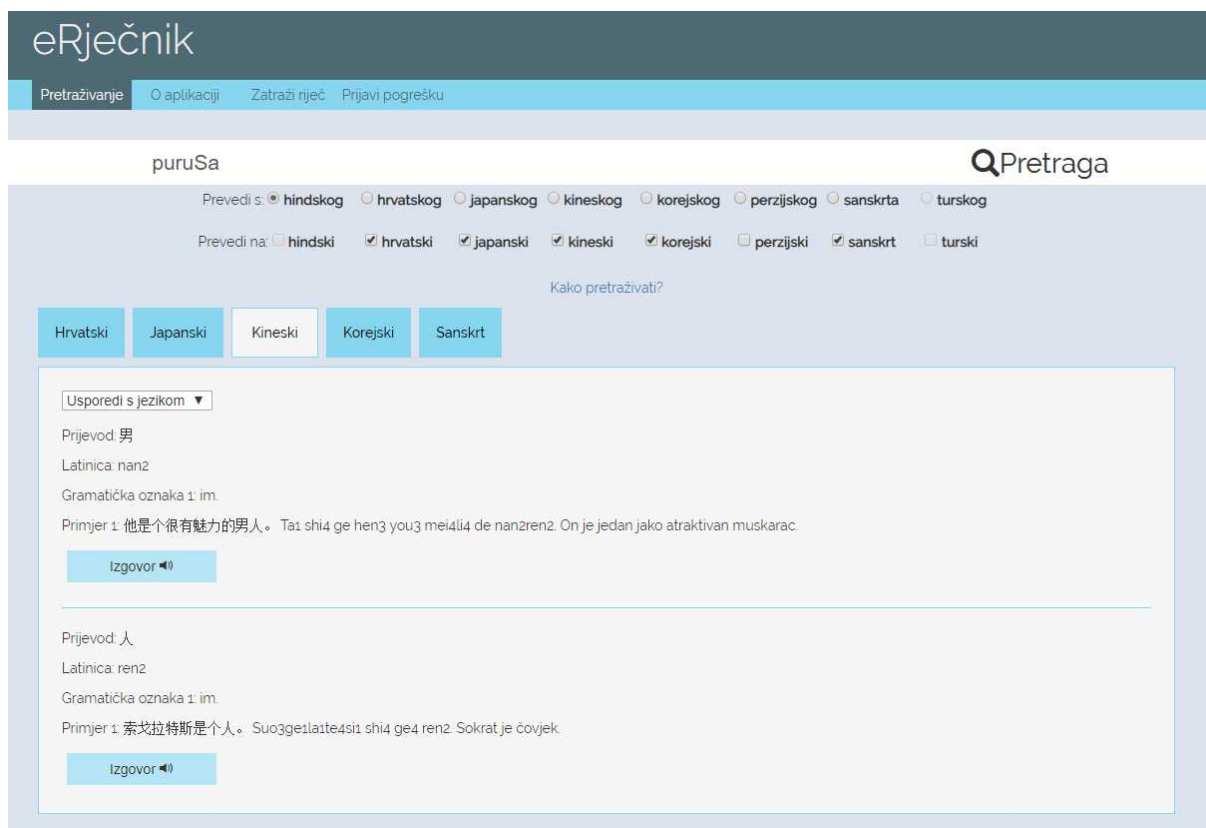 eRječnik
Pretraživanje O aplikaciji Zatraži riječ Prijavi pogrešku
puruSa Pretraga
Prevedi s: hindskog hrvatskog japanskog kineskog korejskog perzijskog sanskrta turskog
Prevedi na: hindski hrvatski japanski kineski korejski perzijski sanskrt turski
Kako pretraživati?
Hrvatski Japanski Kineski Korejski Sanskrt
Usporedi s jezikom ▼
Prijevod: 男
Latinica: nan2
Gramatička oznaka 1: im.
Primjer 1: 他是个很有魅力的男人。 Ta1 shi4 ge hen3 you3 mei4li4 de nan2ren2. On je jedan jako atraktivan muskarac.
Izgovor
Prijevod: 人
Latinica: ren2
Gramatička oznaka 1: im.
Primjer 1: 索戈拉特斯是个人。 Suo3ge1la1te4si1 shi4 ge4 ren2. Sokrat je čovjek.
Izgovor